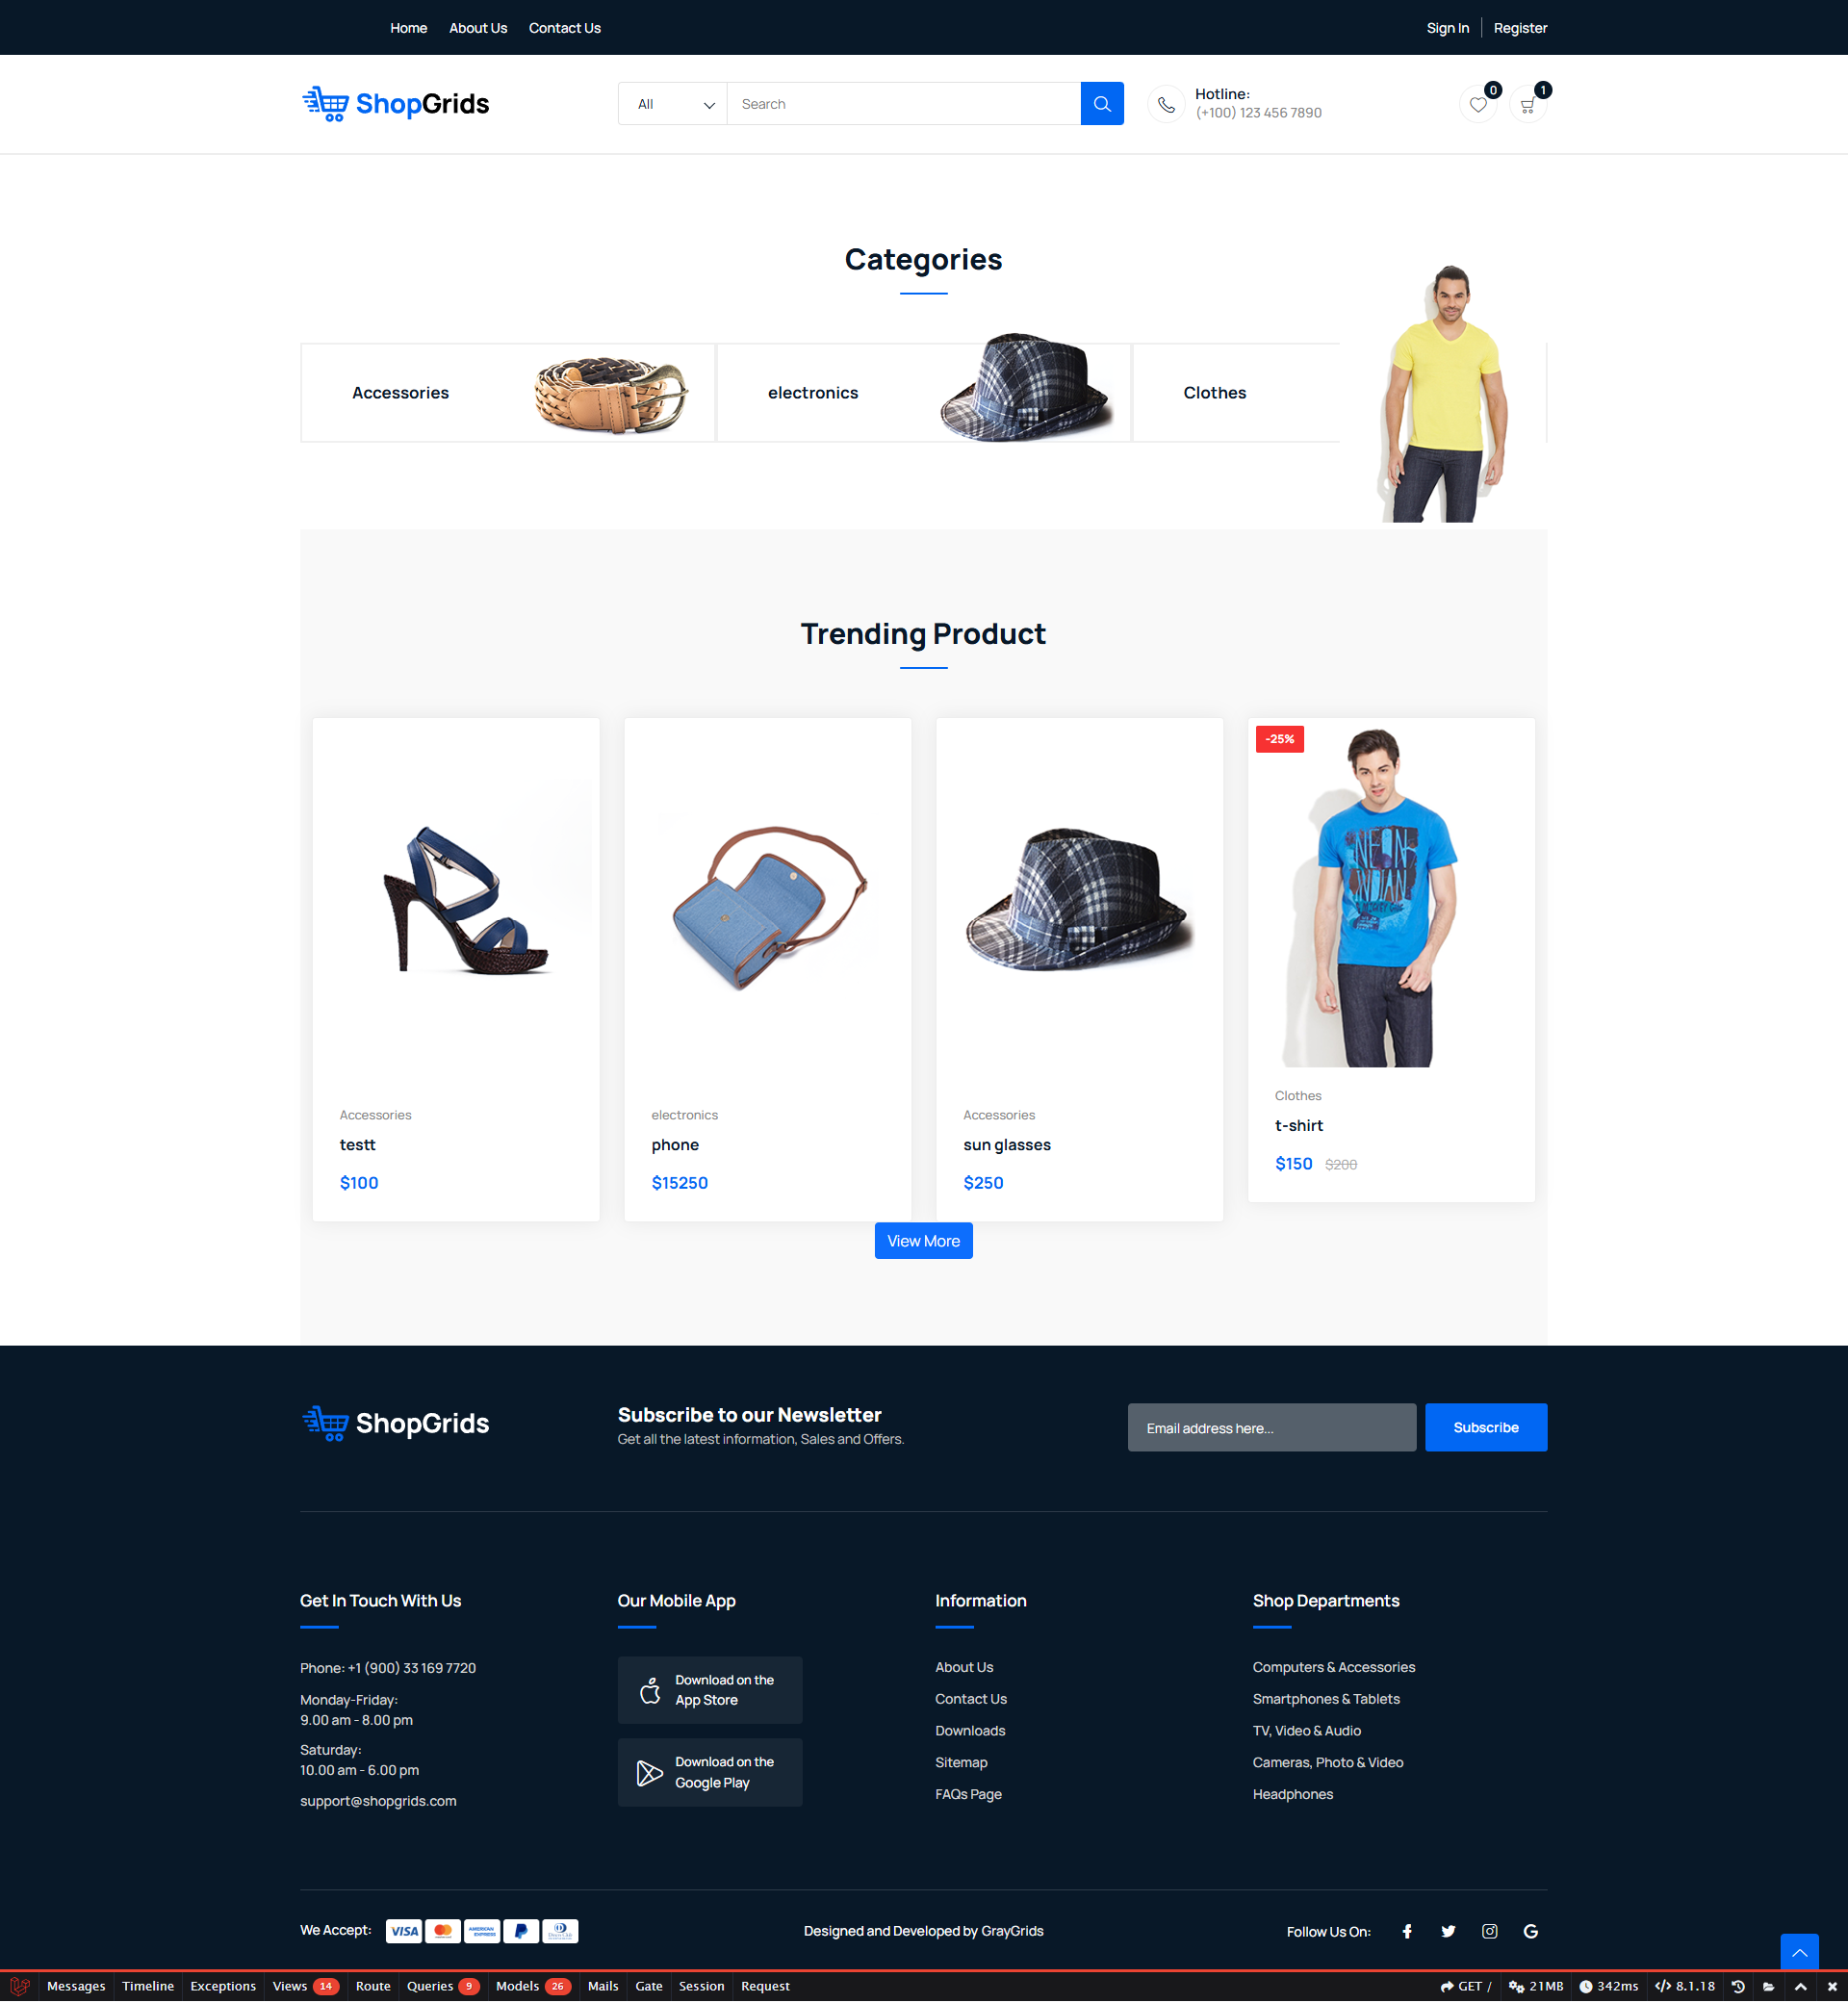 Home About Us Contact Us Sign In Register
ShopGrids
All Search
Hotline:
(+100) 123 456 7890
0
1
Categories
Accessories
electronics
Clothes
Trending Product
-25%
NEON
INDIAN
Accessories
testt
$100
electronics
phone
$15250
Accessories
sun glasses
$250
Clothes
t-shirt
$150 $200
View More
ShopGrids
Subscribe to our Newsletter
Get all the latest information, Sales and Offers.
Email address here...
Subscribe
Get In Touch With Us
Phone: +1 (900) 33 169 7720
Monday-Friday:
9.00 am - 8.00 pm
Saturday:
10.00 am - 6.00 pm
support@shopgrids.com
Our Mobile App
Download on the
App Store
Download on the
Google Play
Information
About Us
Contact Us
Downloads
Sitemap
FAQs Page
Shop Departments
Computers & Accessories
Smartphones & Tablets
TV, Video & Audio
Cameras, Photo & Video
Headphones
We Accept: VISA
AMERICAN EXPRESS
Designed and Developed by GrayGrids
Follow Us On:
Messages Timeline Exceptions Views 14 Route Queries 9 Models 26 Mails Gate Session Request GET / 21MB 342ms 8.1.18